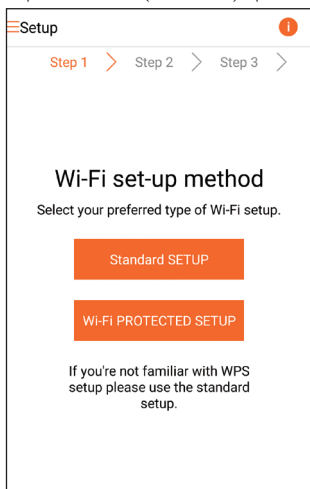 Setup
Step 1 Step 2 Step 3
Wi-Fi set-up method
Select your preferred type of Wi-Fi setup.
Standard SETUP
Wi-Fi PROTECTED SETUP
If you're not familiar with WPS
setup please use the standard
setup.